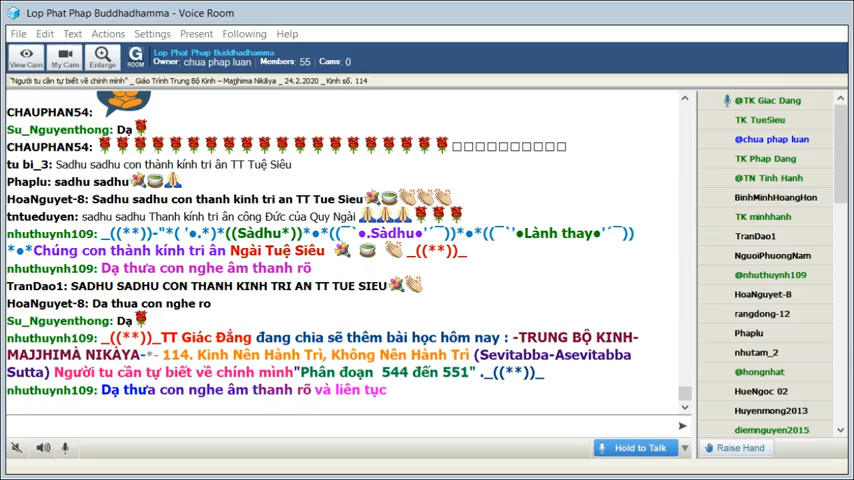 Lop Phat Phap Buddhadhamma - Voice Room
File Edit Text Actions Settings Present Following Help
View Cam My Cam Enlarge G ROOM
Lop Phat Phap Buddhadhamma
Owner: chua phap luan, Members: 55 Cams: 0
"Người tu cần tự biết về chính mình" _ Giáo Trình Trung Bộ Kinh – Majjhima Nikāya _ 24.2.2020 _ Kinh số. 114
CHAUPHAN54:
Su_Nguyenthong: Dạ
CHAUPHAN54:
tu bi_3: Sadhu sadhu con thành kính tri ân TT Tuệ Siêu
Phaplu: sadhu sadhu
HoaNguyet-8: Sadhu sadhu con thanh kinh tri an TT Tue Sieu
tntueduyen: sadhu sadhu Thanh kính tri ân công Đức của Quy Ngài
nhuthuynh109: _((**))-"*( '●.*)*((Sàdhu*))*●*((¯`●.Sàdhu●'´¯))*●*((¯`'●Lành thay●'´¯))
*●*Chúng con thành kính tri ân Ngài Tuệ Siêu _((**))_
nhuthuynh109: Dạ thưa con nghe âm thanh rõ
TranDao1: SADHU SADHU CON THANH KINH TRI AN TT TUE SIEU
HoaNguyet-8: Da thua con nghe ro
Su_Nguyenthong: Dạ
nhuthuynh109: _((**))_TT Giác Đẳng đang chia sẽ thêm bài học hôm nay : -TRUNG BỘ KINH-
MAJJHIMÀ NIKÀYA-*- 114. Kinh Nên Hành Trì, Không Nên Hành Trì (Sevitabba-Asevitabba
Sutta) Người tu cần tự biết về chính mình"Phân đoạn 544 đến 551" ._((**))_
nhuthuynh109: Dạ thưa con nghe âm thanh rõ và liên tục
@TK Giac Dang
TK TueSieu
@chua phap luan
TK Phap Dang
@TN Tinh Hanh
BinhMinhHoangHon
TK minhhanh
TranDao1
NguoiPhuongNam
@nhuthuynh109
HoaNguyet-8
rangdong-12
Phaplu
nhutam_2
@hongnhat
HueNgoc 02
Huyenmong2013
diemnguyen2015
Hold to Talk
Raise Hand